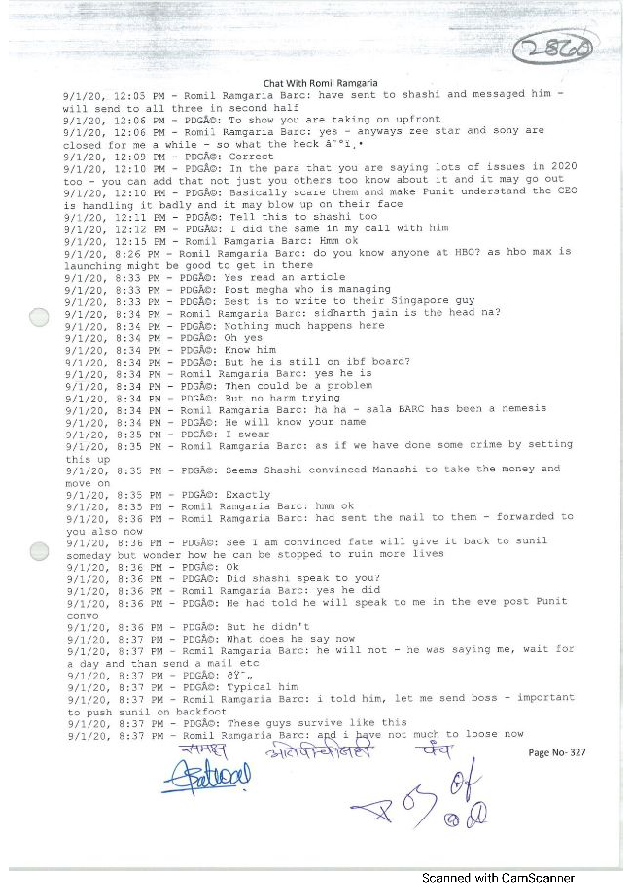 2860
Chat With Romil Ramgaria
9/1/20, 12:05 PM - Romil Ramgaria Barc: have sent to shashi and messaged him -
will send to all three in second half
9/1/20, 12:06 PM - PDGÃ©: To show you are taking on upfront
9/1/20, 12:06 PM - Romil Ramgaria Barc: yes - anyways zee star and sony are
closed for me a while - so what the heck â˜ºï¸
9/1/20, 12:09 PM - PDGÃ©: Correct
9/1/20, 12:10 PM - PDGÃ©: In the para that you are saying lots of issues in 2020
too - you can add that not just you others too know about it and it may go out
9/1/20, 12:10 PM - PDGÃ©: Basically scare them and make Punit understand the CEO
is handling it badly and it may blow up on their face
9/1/20, 12:11 PM - PDGÃ©: Tell this to shashi too
9/1/20, 12:12 PM - PDGÃ©: I did the same in my call with him
9/1/20, 12:15 PM - Romil Ramgaria Barc: Hmm ok
9/1/20, 8:26 PM - Romil Ramgaria Barc: do you know anyone at HBO? as hbo max is
launching might be good to get in there
9/1/20, 8:33 PM - PDGÃ©: Yes read an article
9/1/20, 8:33 PM - PDGÃ©: Post megha who is managing
9/1/20, 8:33 PM - PDGÃ©: Best is to write to their Singapore guy
9/1/20, 8:34 PM - Romil Ramgaria Barc: sidharth jain is the head na?
9/1/20, 8:34 PM - PDGÃ©: Nothing much happens here
9/1/20, 8:34 PM - PDGÃ©: Oh yes
9/1/20, 8:34 PM - PDGÃ©: Know him
9/1/20, 8:34 PM - PDGÃ©: But he is still on ibf board?
9/1/20, 8:34 PM - Romil Ramgaria Barc: yes he is
9/1/20, 8:34 PM - PDGÃ©: Then could be a problem
9/1/20, 8:34 PM - PDGÃ©: But no harm trying
9/1/20, 8:34 PM - Romil Ramgaria Barc: ha ha - sala BARC has been a nemesis
9/1/20, 8:34 PM - PDGÃ©: He will know your name
9/1/20, 8:35 PM - PDGÃ©: I swear
9/1/20, 8:35 PM - Romil Ramgaria Barc: as if we have done some crime by setting
this up
9/1/20, 8:35 PM - PDGÃ©: Seems Shashi convinced Manashi to take the money and
move on
9/1/20, 8:35 PM - PDGÃ©: Exactly
9/1/20, 8:35 PM - Romil Ramgaria Barc: hmm ok
9/1/20, 8:36 PM - Romil Ramgaria Barc: had sent the mail to them - forwarded to
you also now
9/1/20, 8:36 PM - PDGÃ©: See I am convinced fate will give it back to sunil
someday but wonder how he can be stopped to ruin more lives
9/1/20, 8:36 PM - PDGÃ©: Ok
9/1/20, 8:36 PM - PDGÃ©: Did shashi speak to you?
9/1/20, 8:36 PM - Romil Ramgaria Barc: yes he did
9/1/20, 8:36 PM - PDGÃ©: He had told he will speak to me in the eve post Punit
convo
9/1/20, 8:36 PM - PDGÃ©: But he didn't
9/1/20, 8:37 PM - PDGÃ©: What does he say now
9/1/20, 8:37 PM - Romil Ramgaria Barc: he will not - he was saying me, wait for
a day and than send a mail etc
9/1/20, 8:37 PM - PDGÃ©:
9/1/20, 8:37 PM - PDGÃ©: Typical him
9/1/20, 8:37 PM - Romil Ramgaria Barc: i told him, let me send boss - important
to push sunil on backfoot
9/1/20, 8:37 PM - PDGÃ©: These guys survive like this
9/1/20, 8:37 PM - Romil Ramgaria Barc: and i have not much to loose now
समक्ष पंच
Page No- 327
Scanned with CamScanner